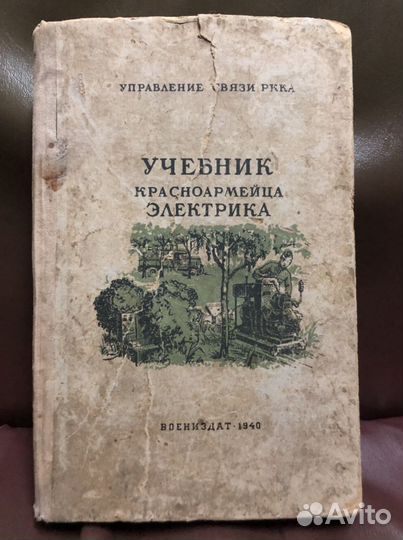 УПРАВЛЕНИЕ СВЯЗИ РККА
УЧЕБНИК
КРАСНОАРМЕЙЦА
ЭЛЕКТРИКА
ВОЕНИЗДАТ · 1940
Avito